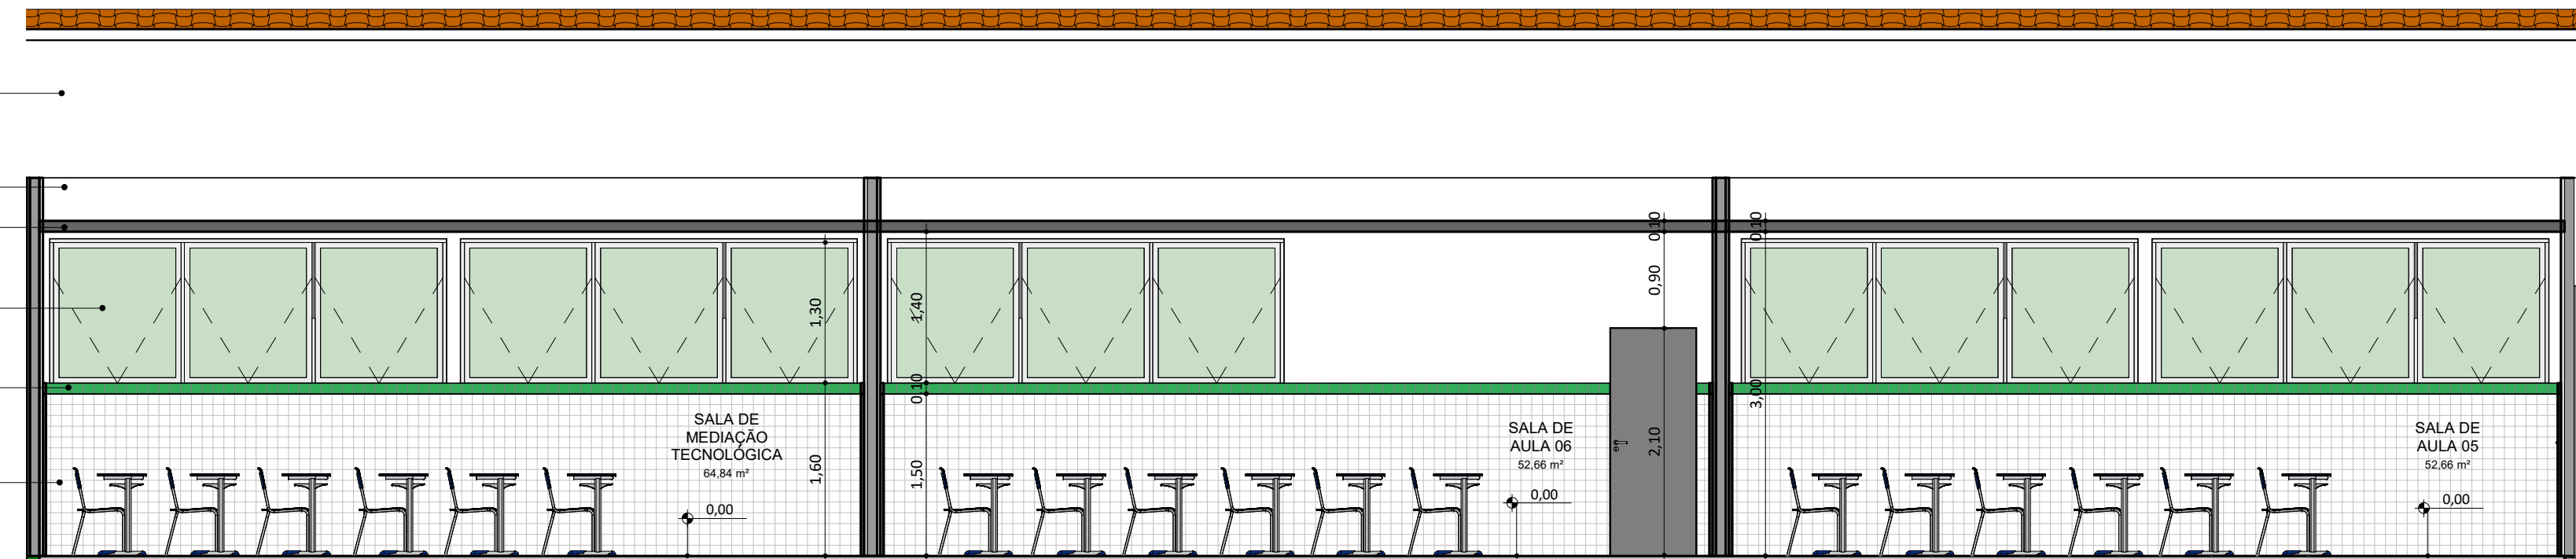 1,30
1,60
SALA DE
MEDIAÇÃO
TECNOLÓGICA
64,84 m²
0,00
1,40
0,10
1,50
SALA DE
AULA 06
52,66 m²
0,00
0,10
0,90
2,10
0,10
3,00
SALA DE
AULA 05
52,66 m²
0,00